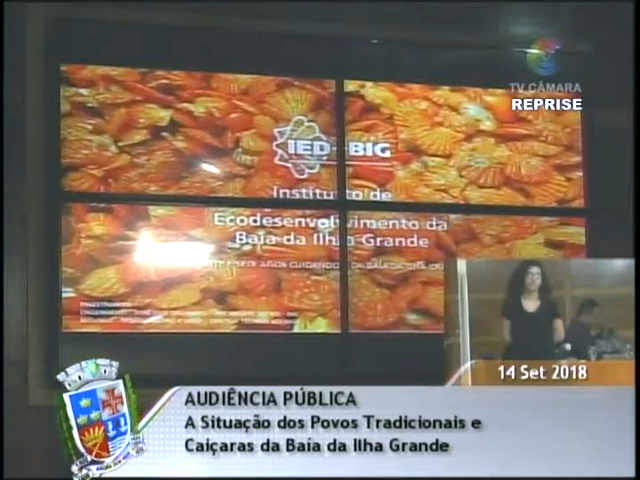 TV CÂMARA
REPRISE
IED-BIG
Instituto de
Ecodesenvolvimento da
Baía da Ilha Grande
14 Set 2018
AUDIÊNCIA PÚBLICA
A Situação dos Povos Tradicionais e
Caiçaras da Baía da Ilha Grande